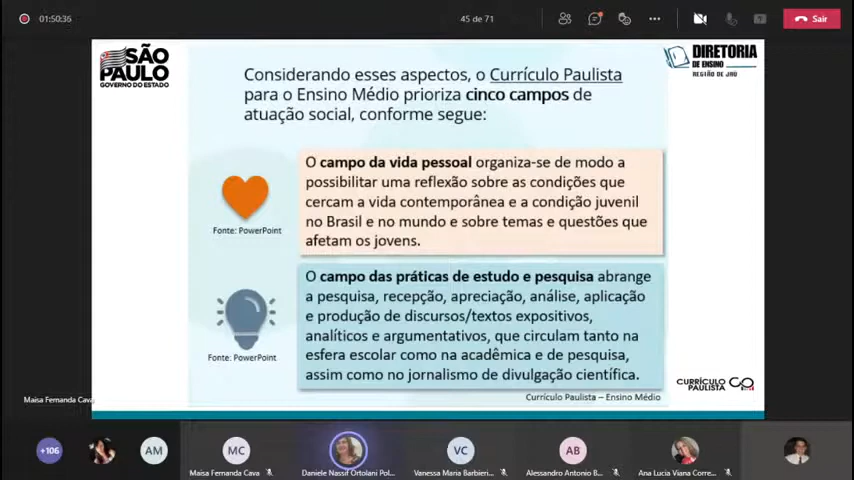 01:50:36
45 de 71
Sair
SÃO
PAULO
GOVERNO DO ESTADO
DIRETORIA
DE ENSINO
REGIÃO DE JAÚ
Considerando esses aspectos, o Currículo Paulista
para o Ensino Médio prioriza cinco campos de
atuação social, conforme segue:
O campo da vida pessoal organiza-se de modo a
possibilitar uma reflexão sobre as condições que
cercam a vida contemporânea e a condição juvenil
no Brasil e no mundo e sobre temas e questões que
afetam os jovens.
Fonte: PowerPoint
O campo das práticas de estudo e pesquisa abrange
a pesquisa, recepção, apreciação, análise, aplicação
e produção de discursos/textos expositivos,
analíticos e argumentativos, que circulam tanto na
esfera escolar como na acadêmica e de pesquisa,
assim como no jornalismo de divulgação científica.
Fonte: PowerPoint
Currículo Paulista – Ensino Médio
CURRÍCULO
PAULISTA
Maisa Fernanda Cava
+106
AM
MC
VC
AB
Maisa Fernanda Cava
Daniele Nassif Ortolani Pol...
Vanessa Maria Barbieri...
Alessandro Antonio B...
Ana Lucia Viana Corre...